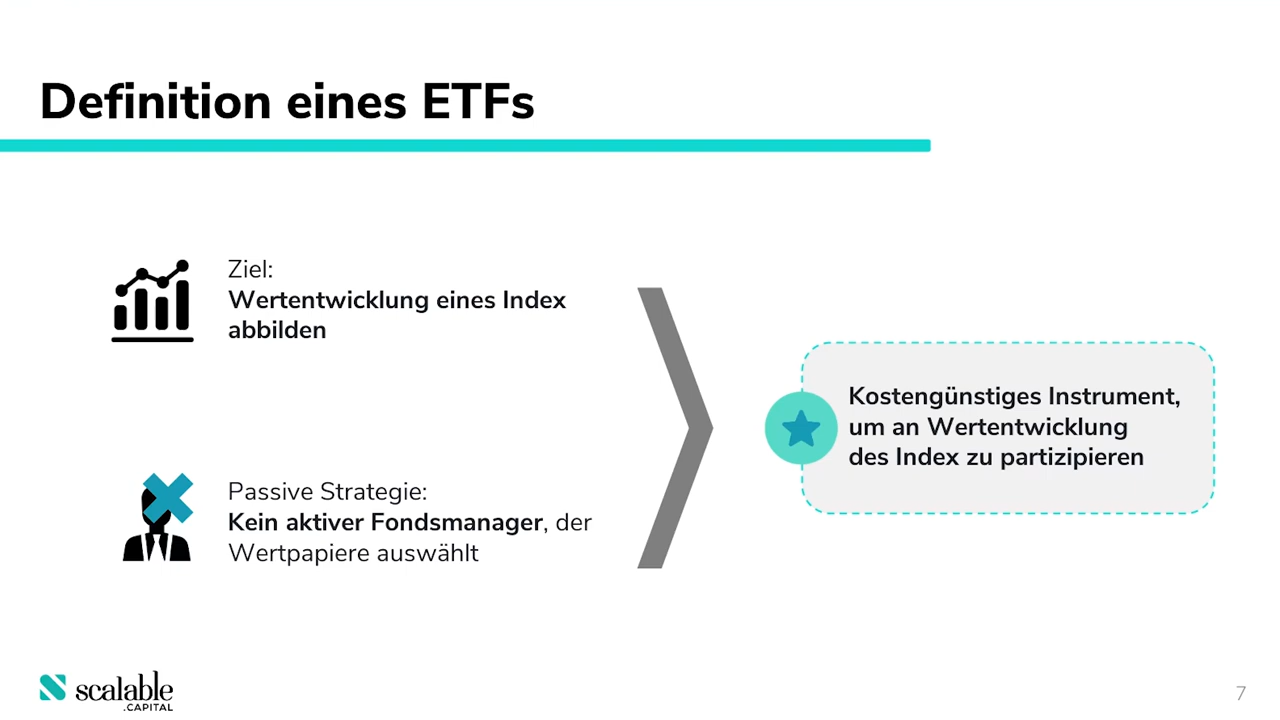 Definition eines ETFs
Ziel:
Wertentwicklung eines Index
abbilden
Passive Strategie:
Kein aktiver Fondsmanager, der
Wertpapiere auswählt
Kostengünstiges Instrument,
um an Wertentwicklung
des Index zu partizipieren
scalable
.CAPITAL
7